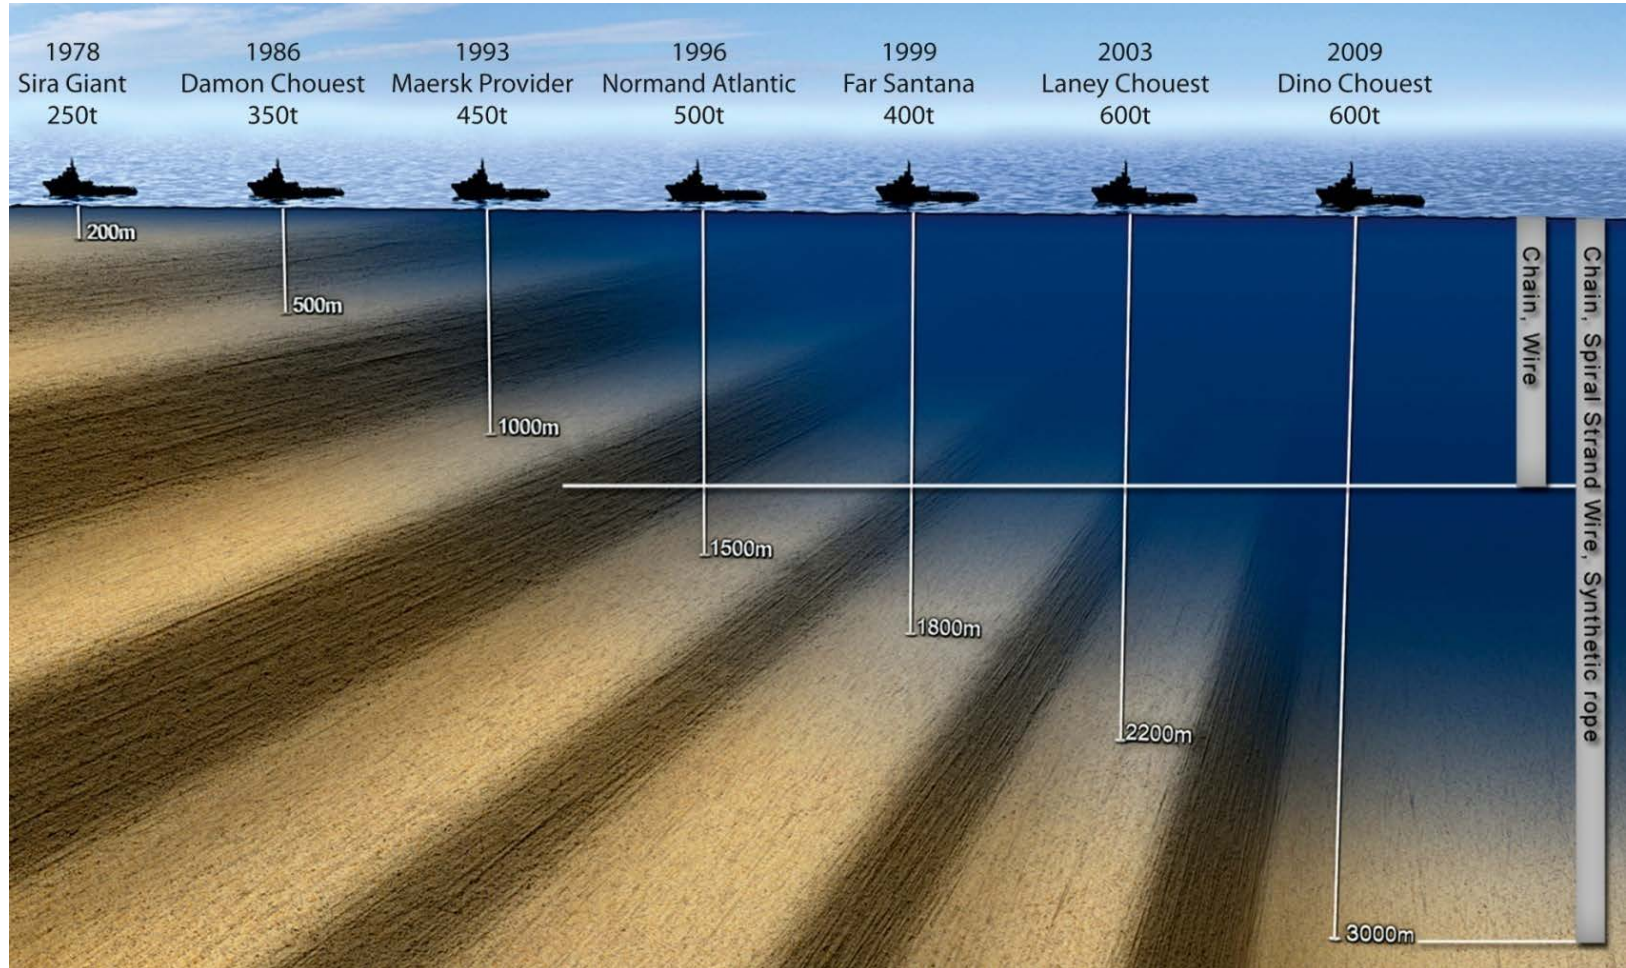 1978
Sira Giant
250t
1986
Damon Chouest
350t
1993
Maersk Provider
450t
1996
Normand Atlantic
500t
1999
Far Santana
400t
2003
Laney Chouest
600t
2009
Dino Chouest
600t
200m
500m
1000m
1500m
1800m
2200m
3000m
Chain, Wire
Chain, Spiral Strand Wire, Synthetic rope